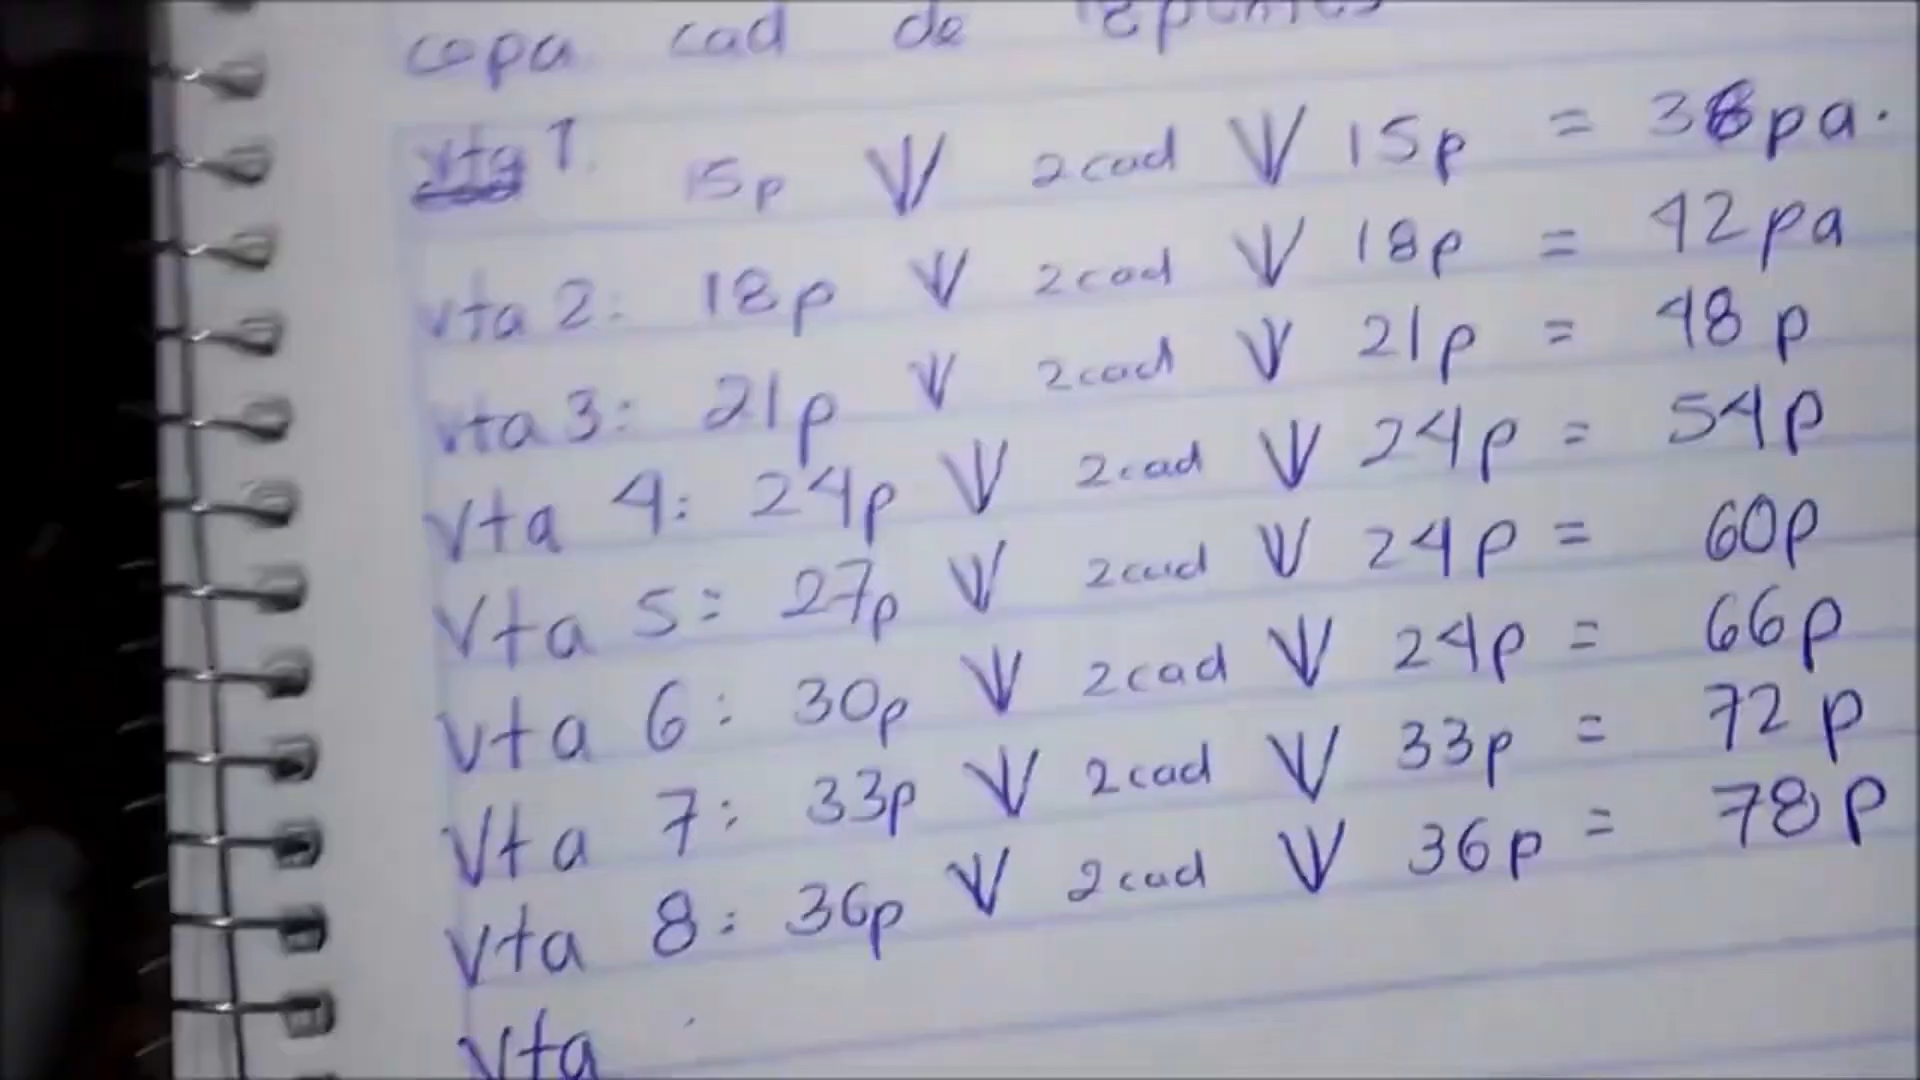 copa cad de
vta 1. 15p V 2cad V 15p = 36pa.
vta 2: 18p V 2cad V 18p = 42pa
vta 3: 21p V 2cad V 21p = 48p
Vta 4: 24p V 2cad V 24p = 54p
Vta 5: 27p V 2cad V 24p = 60p
Vta 6: 30p V 2cad V 24p = 66p
Vta 7: 33p V 2cad V 33p = 72p
Vta 8: 36p V 2cad V 36p = 78p
Vta